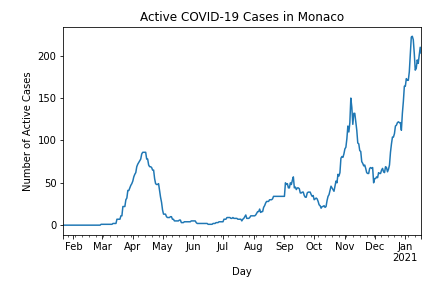 Active COVID-19 Cases in Monaco
Number of Active Cases
200
150
100
50
0
Feb Mar Apr May Jun Jul Aug Sep Oct Nov Dec Jan
2021
Day